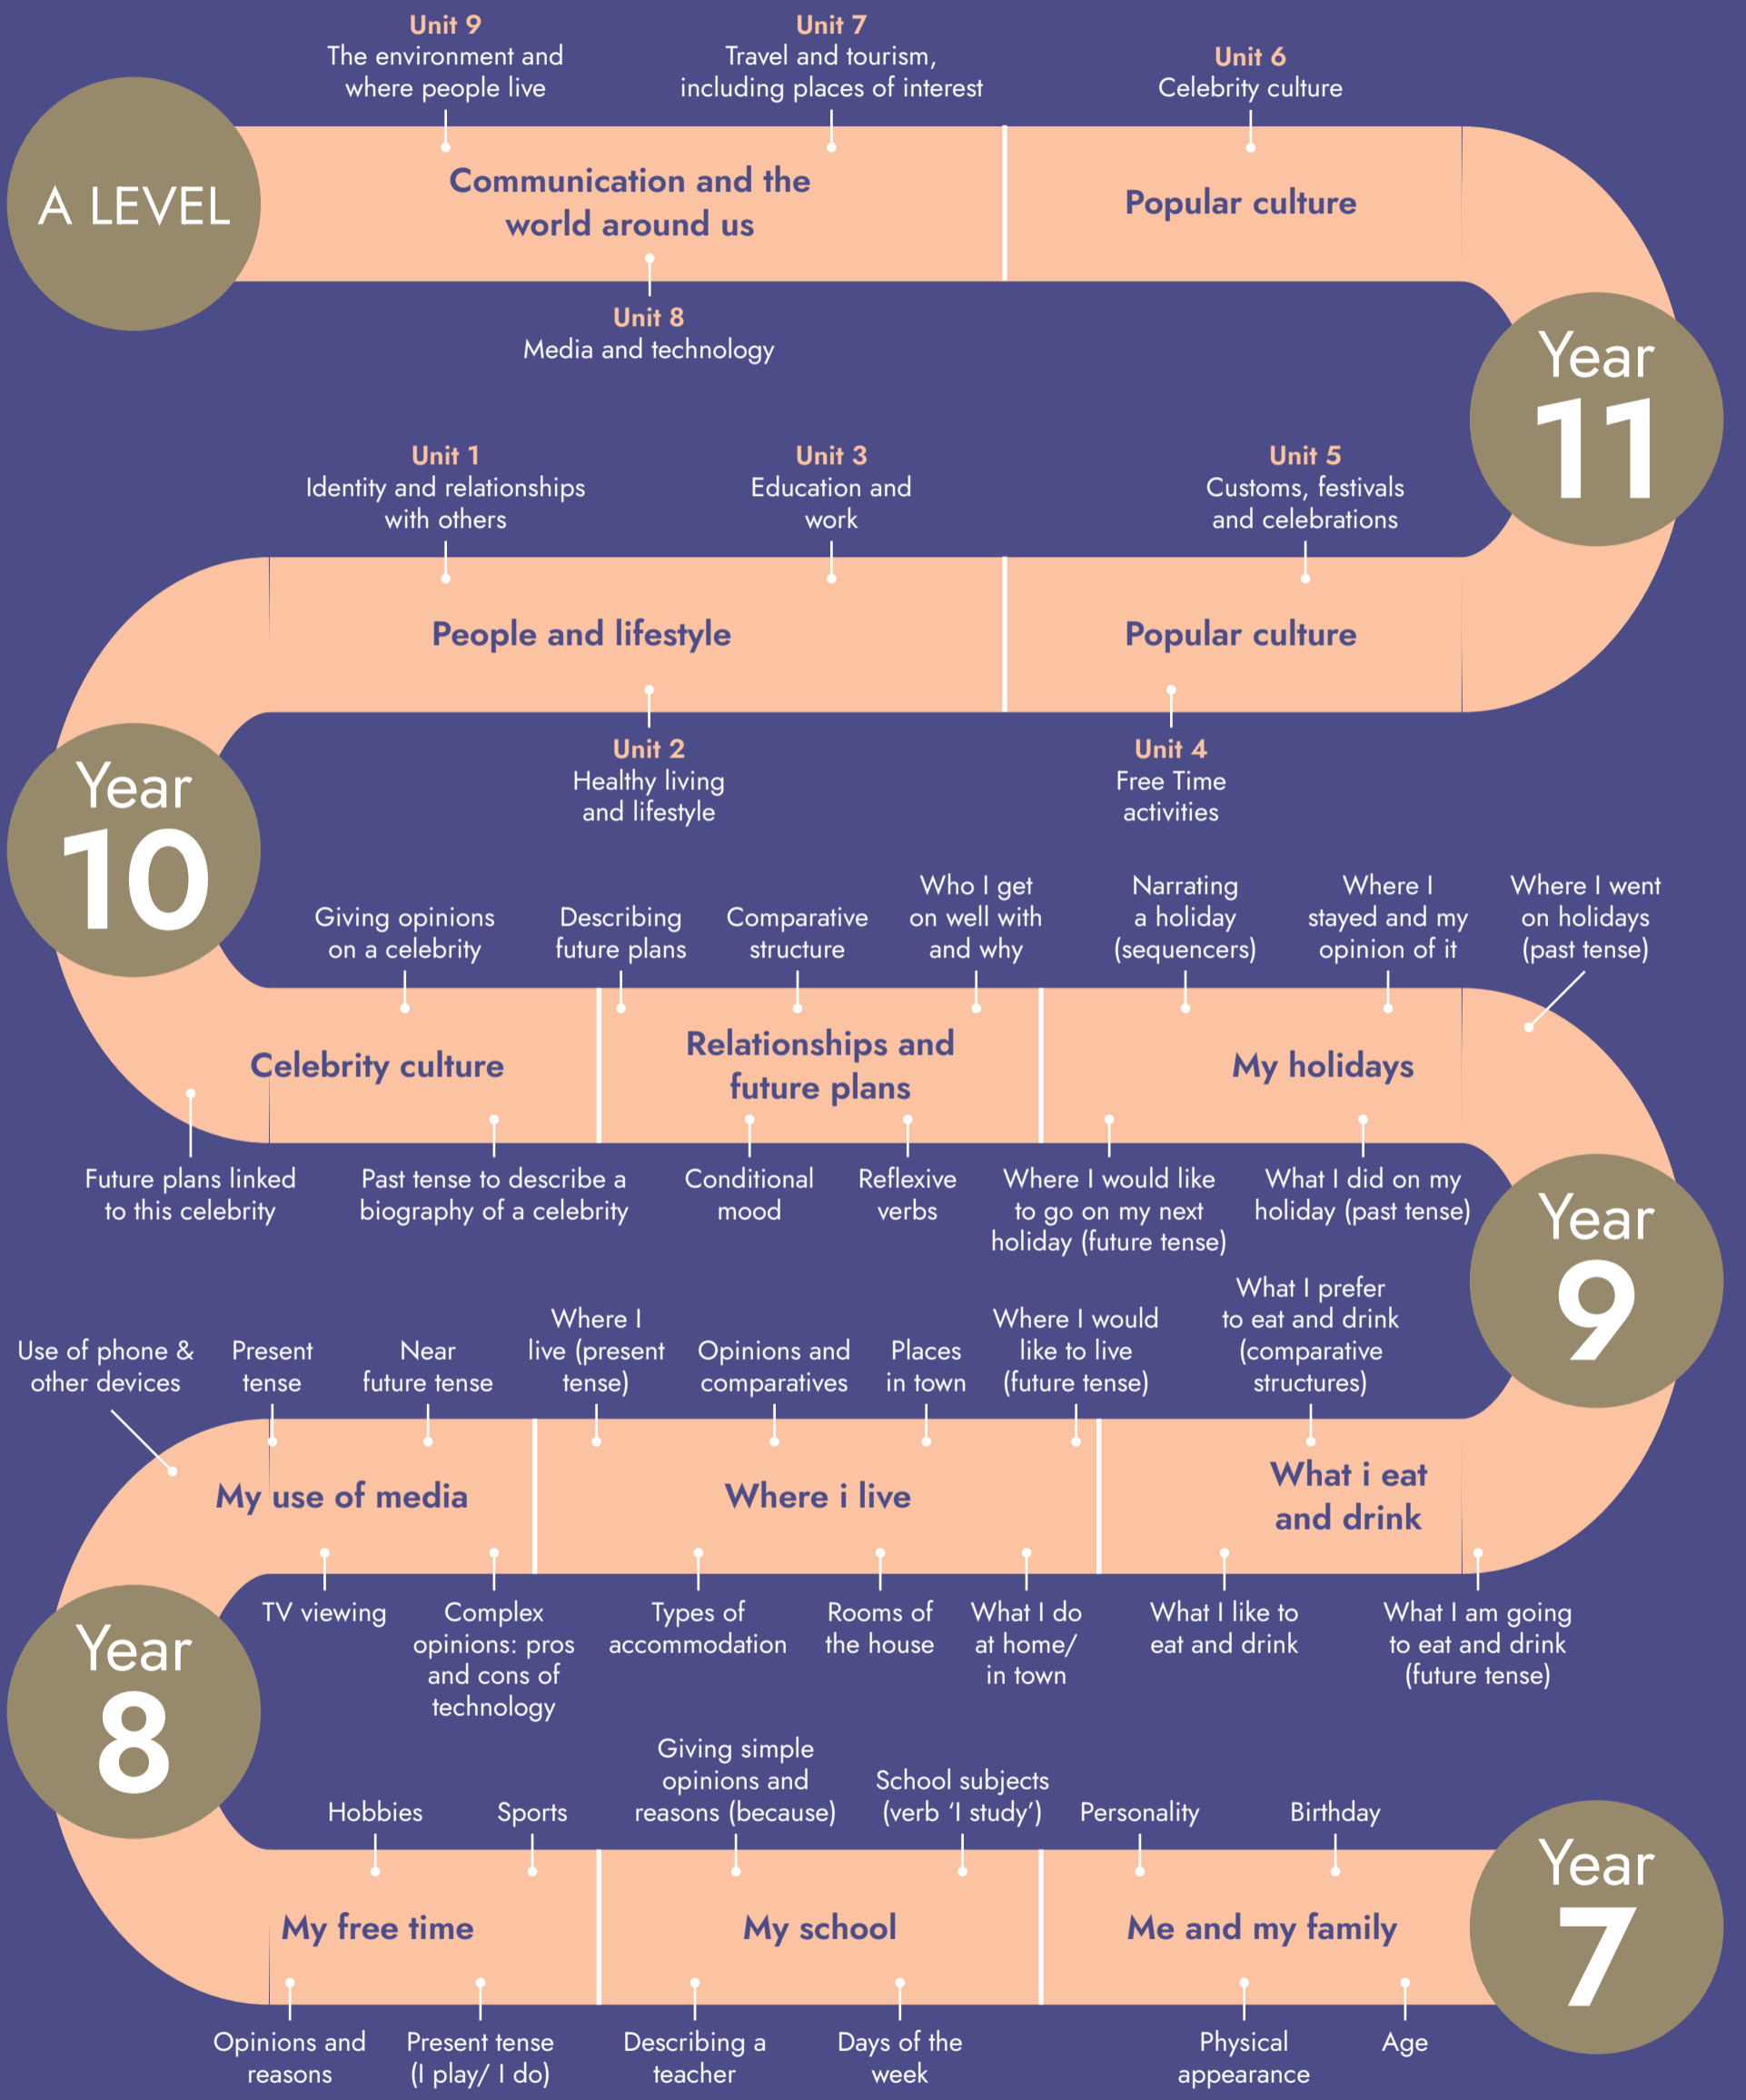 Unit 9
The environment and
where people live
Unit 7
Travel and tourism,
including places of interest
Unit 6
Celebrity culture
A LEVEL
Communication and the
world around us
Popular culture
Unit 8
Media and technology
Year
11
Unit 1
Identity and relationships
with others
Unit 3
Education and
work
Unit 5
Customs, festivals
and celebrations
People and lifestyle
Popular culture
Unit 2
Healthy living
and lifestyle
Unit 4
Free Time
activities
Year
10
Giving opinions
on a celebrity
Describing
future plans
Comparative
structure
Who I get
on well with
and why
Narrating
a holiday
(sequencers)
Where I
stayed and my
opinion of it
Where I went
on holidays
(past tense)
Celebrity culture
Relationships and
future plans
My holidays
Future plans linked
to this celebrity
Past tense to describe a
biography of a celebrity
Conditional
mood
Reflexive
verbs
Where I would like
to go on my next
holiday (future tense)
What I did on my
holiday (past tense)
Year
9
Use of phone &
other devices
Present
tense
Near
future tense
Where I
live (present
tense)
Opinions and
comparatives
Places
in town
Where I would
like to live
(future tense)
What I prefer
to eat and drink
(comparative
structures)
My use of media
Where i live
What i eat
and drink
TV viewing
Complex
opinions: pros
and cons of
technology
Types of
accommodation
Rooms of
the house
What I do
at home/
in town
What I like to
eat and drink
What I am going
to eat and drink
(future tense)
Year
8
Hobbies
Sports
Giving simple
opinions and
reasons (because)
School subjects
(verb ‘I study’)
Personality
Birthday
My free time
My school
Me and my family
Year
7
Opinions and
reasons
Present tense
(I play/ I do)
Describing a
teacher
Days of the
week
Physical
appearance
Age